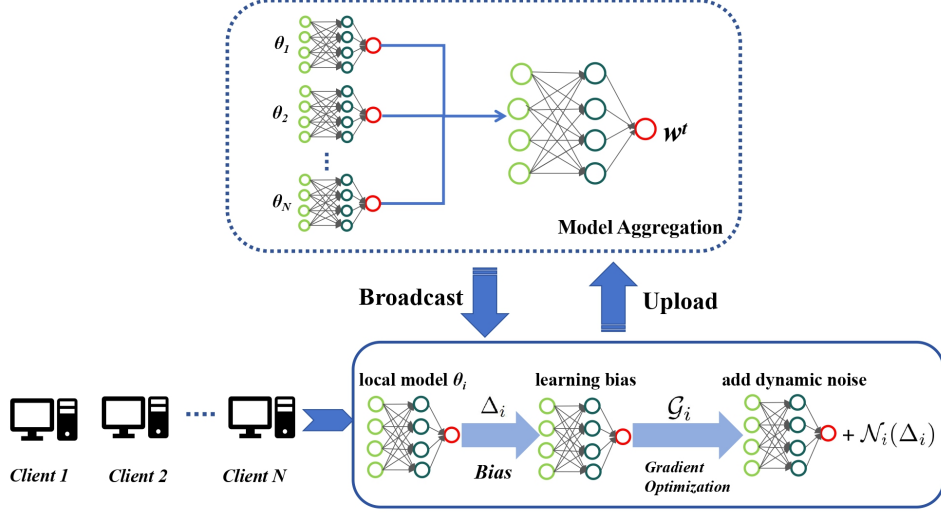 θ1
θ2
θN
w^t
Model Aggregation
Broadcast
Upload
local model θi
learning bias
add dynamic noise
Δi
𝒢i
+ 𝒩i(Δi)
Bias
Gradient
Optimization
Client 1
Client 2
Client N